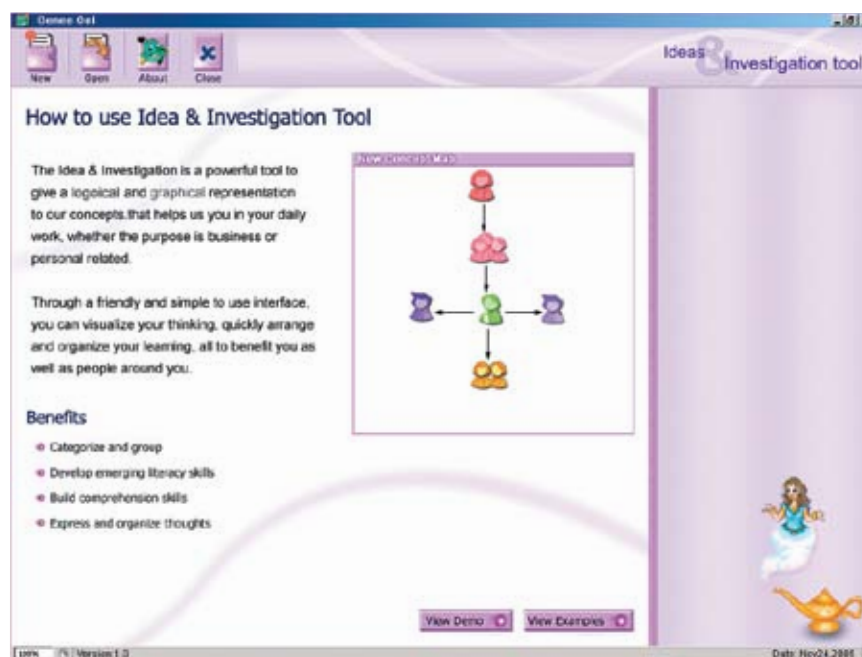 Genee Gei
New Open About Close
Ideas & Investigation tool
How to use Idea & Investigation Tool
The Idea & Investigation is a powerful tool to
give a logoical and graphical representation
to our concepts.that helps us you in your daily
work, whether the purpose is business or
personal related.
Through a friendly and simple to use interface,
you can visualize your thinking, quickly arrange
and organize your learning, all to benefit you as
well as people around you.
Benefits
Categorize and group
Develop emerging literacy skills
Build comprehension skills
Express and organize thoughts
New Concept Map
View Demo
View Examples
100% Version:1.0
Date: Nov24,2005